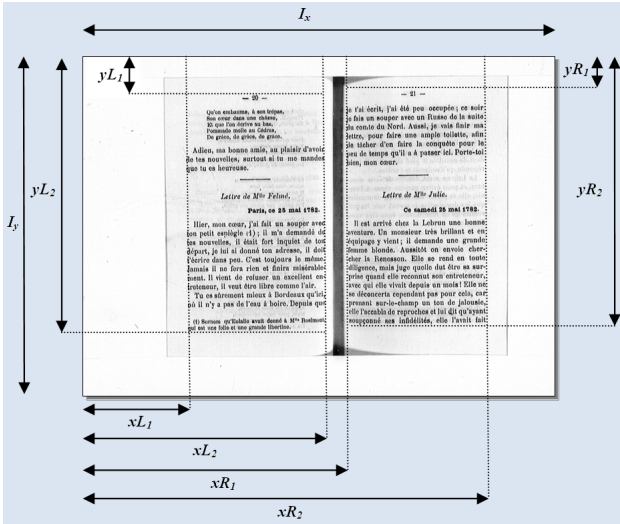 Ix
yL1
yR1
yL2
yR2
Iy
— 20 —
Qu'on embaume, à son trépas,
Son cœur dans une châsse,
Et que l'on dérive au bas,
Pommade molle au Cédras,
De grâce, de grâce, de grâce.
Adieu, ma bonne amie, au plaisir d'avoir
de tes nouvelles, surtout si tu me mandes
que tu es heureuse.
Lettre de Mlle Felmé,
Paris, ce 25 mai 1782.
Hier, mon cœur, j'ai fait un souper avec
ton petit espiègle (1); il m'a demandé de
tes nouvelles, il était fort inquiet de ton
départ, je lui ai donné ton adresse, il doit
t'écrire dans peu. C'est toujours le même.
Jamais il ne fera rien et finira misérable-
ment. Il vient de refuser un excellent en-
treteneur, il veut être libre comme l'air.
Tu es sûrement mieux à Bordeaux qu'ici,
où il n'y a pas de l'eau à boire. Depuis que
(1) Surnom qu'Eulalie avait donné à Mlle Rosimont
qui est une folle et une grande libertine.
— 21 —
je t'ai écrit, j'ai été peu occupée; ce soir
je fais un souper avec un Russe de la suite
du conte du Nord. Aussi, je vais finir ma
lettre, pour faire une ample toilette, afin
de tâcher d'en faire la conquête pour le
peu de temps qu'il a à passer ici. Porte-toi
bien, mon cœur.
Lettre de Mlle Julie.
Ce samedi 25 mai 1782.
Il est arrivé chez la Lebrun une bonne
aventure. Un monsieur très brillant et en
équipage y vient; il demande une grande
femme blonde. Aussitôt on envoie cher-
cher la Renesson. Elle se rend en toute
diligence, mais juge quelle dut être sa sur-
prise quand elle reconnut son entreteneur,
avec qui elle vivait depuis un mois! Elle ne
se déconcerta cependant pas pour cela, car
prenant sur-le-champ un ton de jalousie,
elle l'accabla de reproches et lui dit qu'ayant
soupçonné ses infidélités, elle l'avait fait
xL1
xL2
xR1
xR2